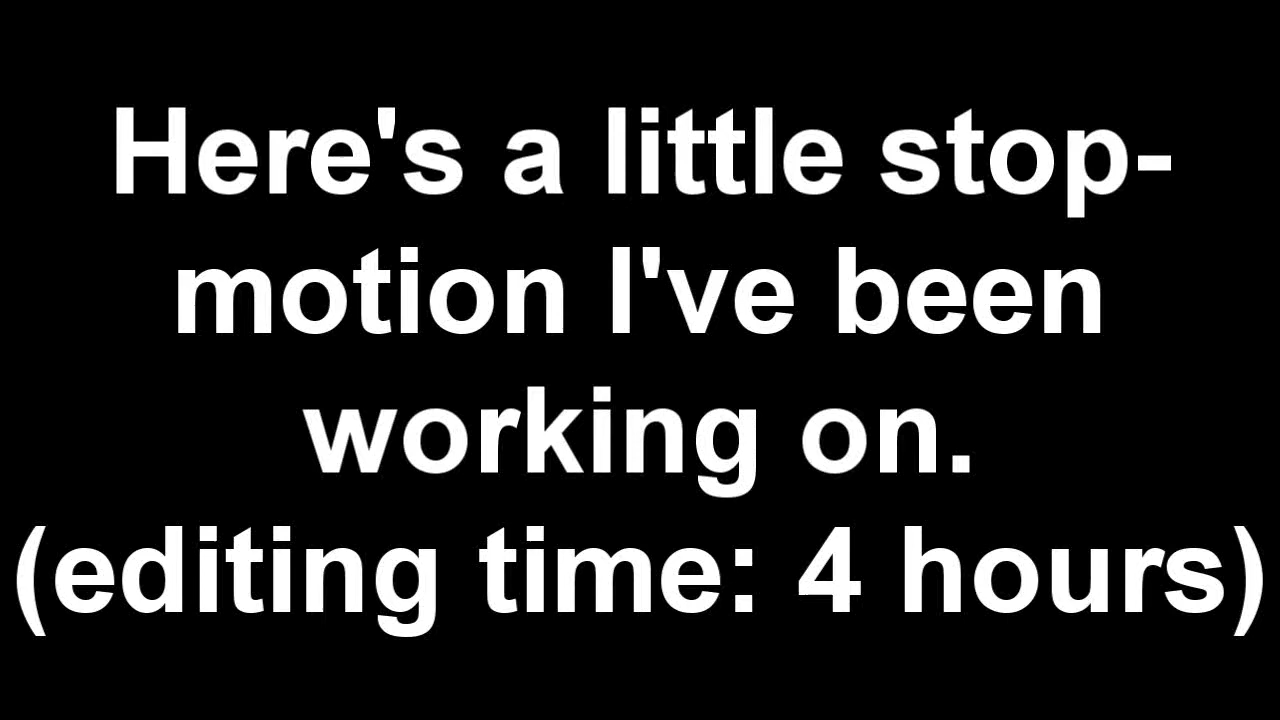 Here's a little stop-
motion I've been
working on.
(editing time: 4 hours)